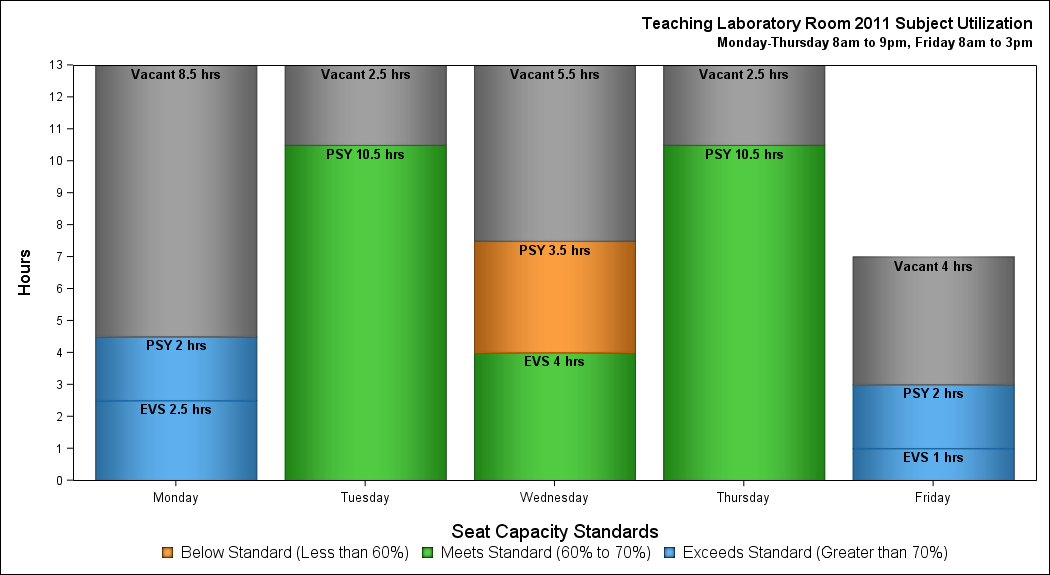 Teaching Laboratory Room 2011 Subject Utilization
Monday-Thursday 8am to 9pm, Friday 8am to 3pm
Hours
13
12
11
10
9
8
7
6
5
4
3
2
1
0
Vacant 8.5 hrs
PSY 2 hrs
EVS 2.5 hrs
Vacant 2.5 hrs
PSY 10.5 hrs
Vacant 5.5 hrs
PSY 3.5 hrs
EVS 4 hrs
Vacant 2.5 hrs
PSY 10.5 hrs
Vacant 4 hrs
PSY 2 hrs
EVS 1 hrs
Monday Tuesday Wednesday Thursday Friday
Seat Capacity Standards
Below Standard (Less than 60%) Meets Standard (60% to 70%) Exceeds Standard (Greater than 70%)